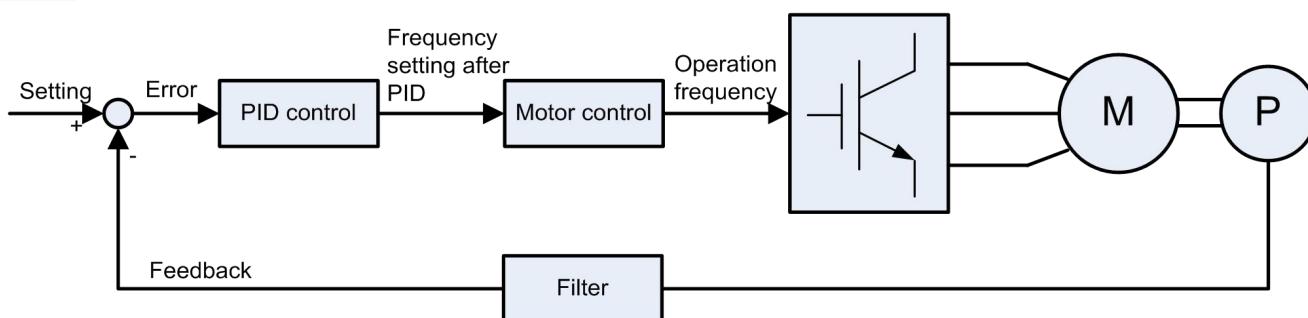 Setting
+
-
Error
PID control
Frequency
setting after
PID
Motor control
Operation
frequency
M
P
Feedback
Filter